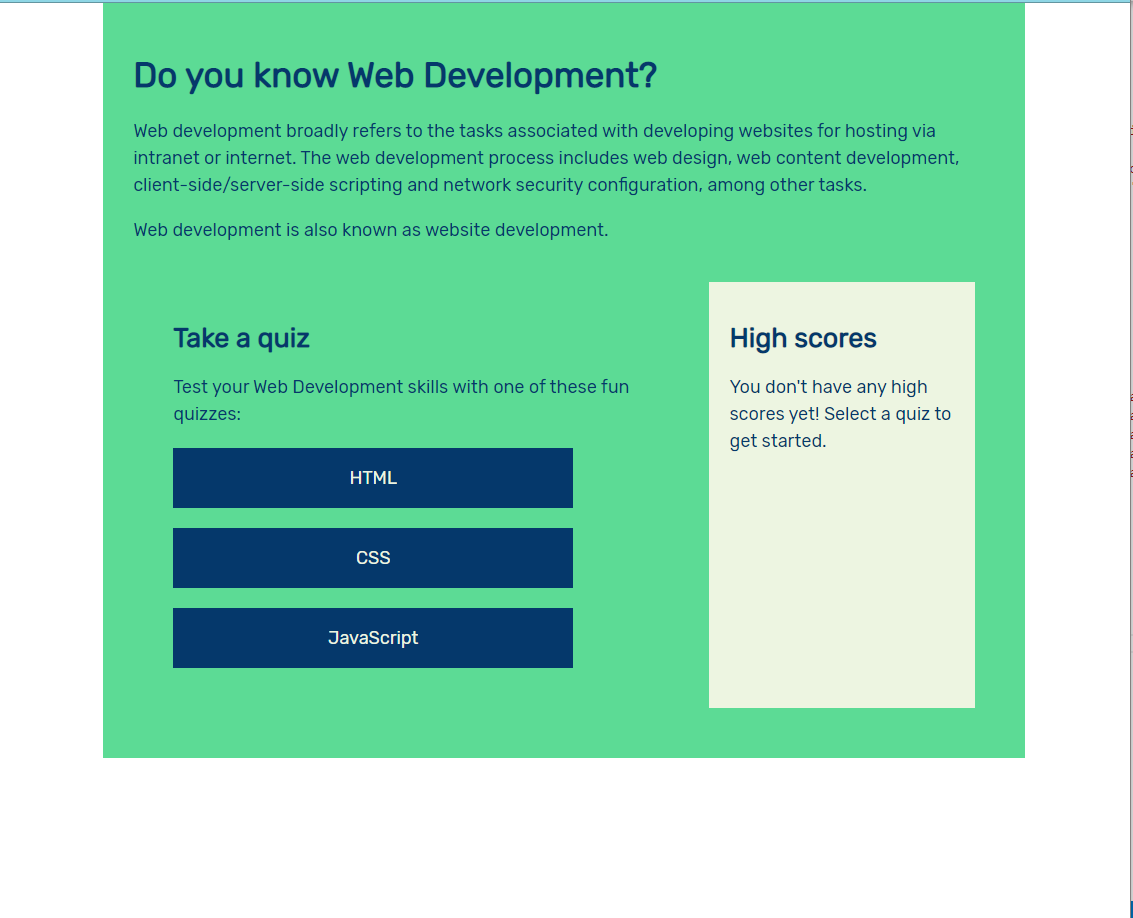 Do you know Web Development?
Web development broadly refers to the tasks associated with developing websites for hosting via
intranet or internet. The web development process includes web design, web content development,
client-side/server-side scripting and network security configuration, among other tasks.
Web development is also known as website development.
Take a quiz
Test your Web Development skills with one of these fun
quizzes:
HTML
CSS
JavaScript
High scores
You don't have any high
scores yet! Select a quiz to
get started.